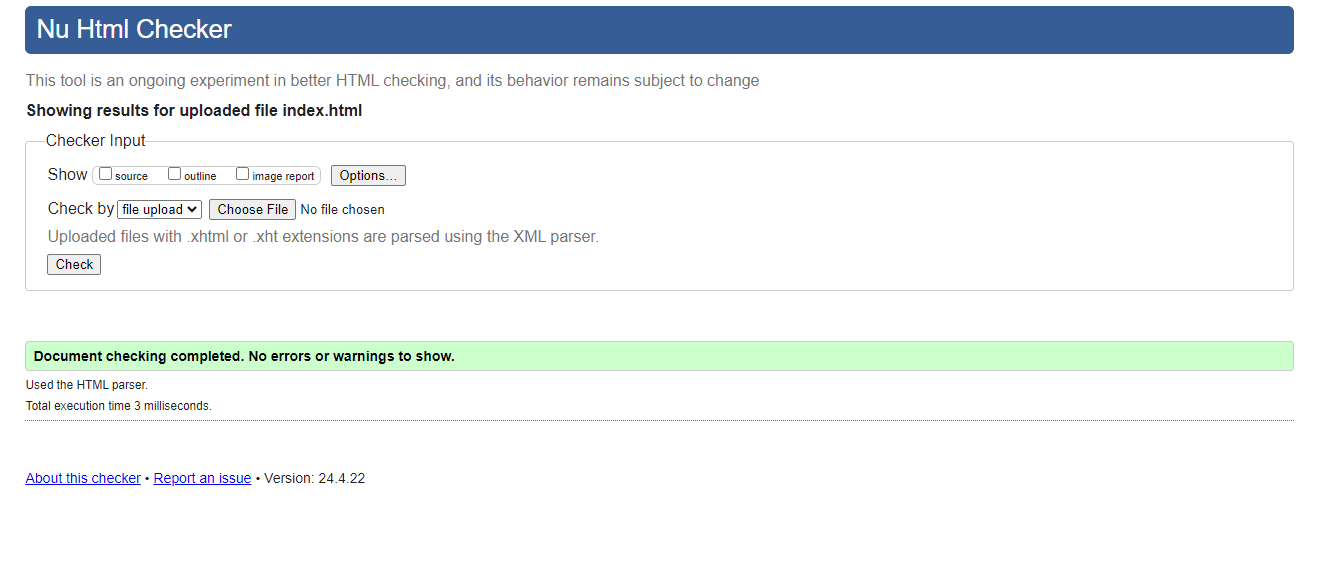 Nu Html Checker
This tool is an ongoing experiment in better HTML checking, and its behavior remains subject to change
Showing results for uploaded file index.html
Checker Input
Show source outline image report Options...
Check by file upload Choose File No file chosen
Uploaded files with .xhtml or .xht extensions are parsed using the XML parser.
Check
Document checking completed. No errors or warnings to show.
Used the HTML parser.
Total execution time 3 milliseconds.
About this checker • Report an issue • Version: 24.4.22